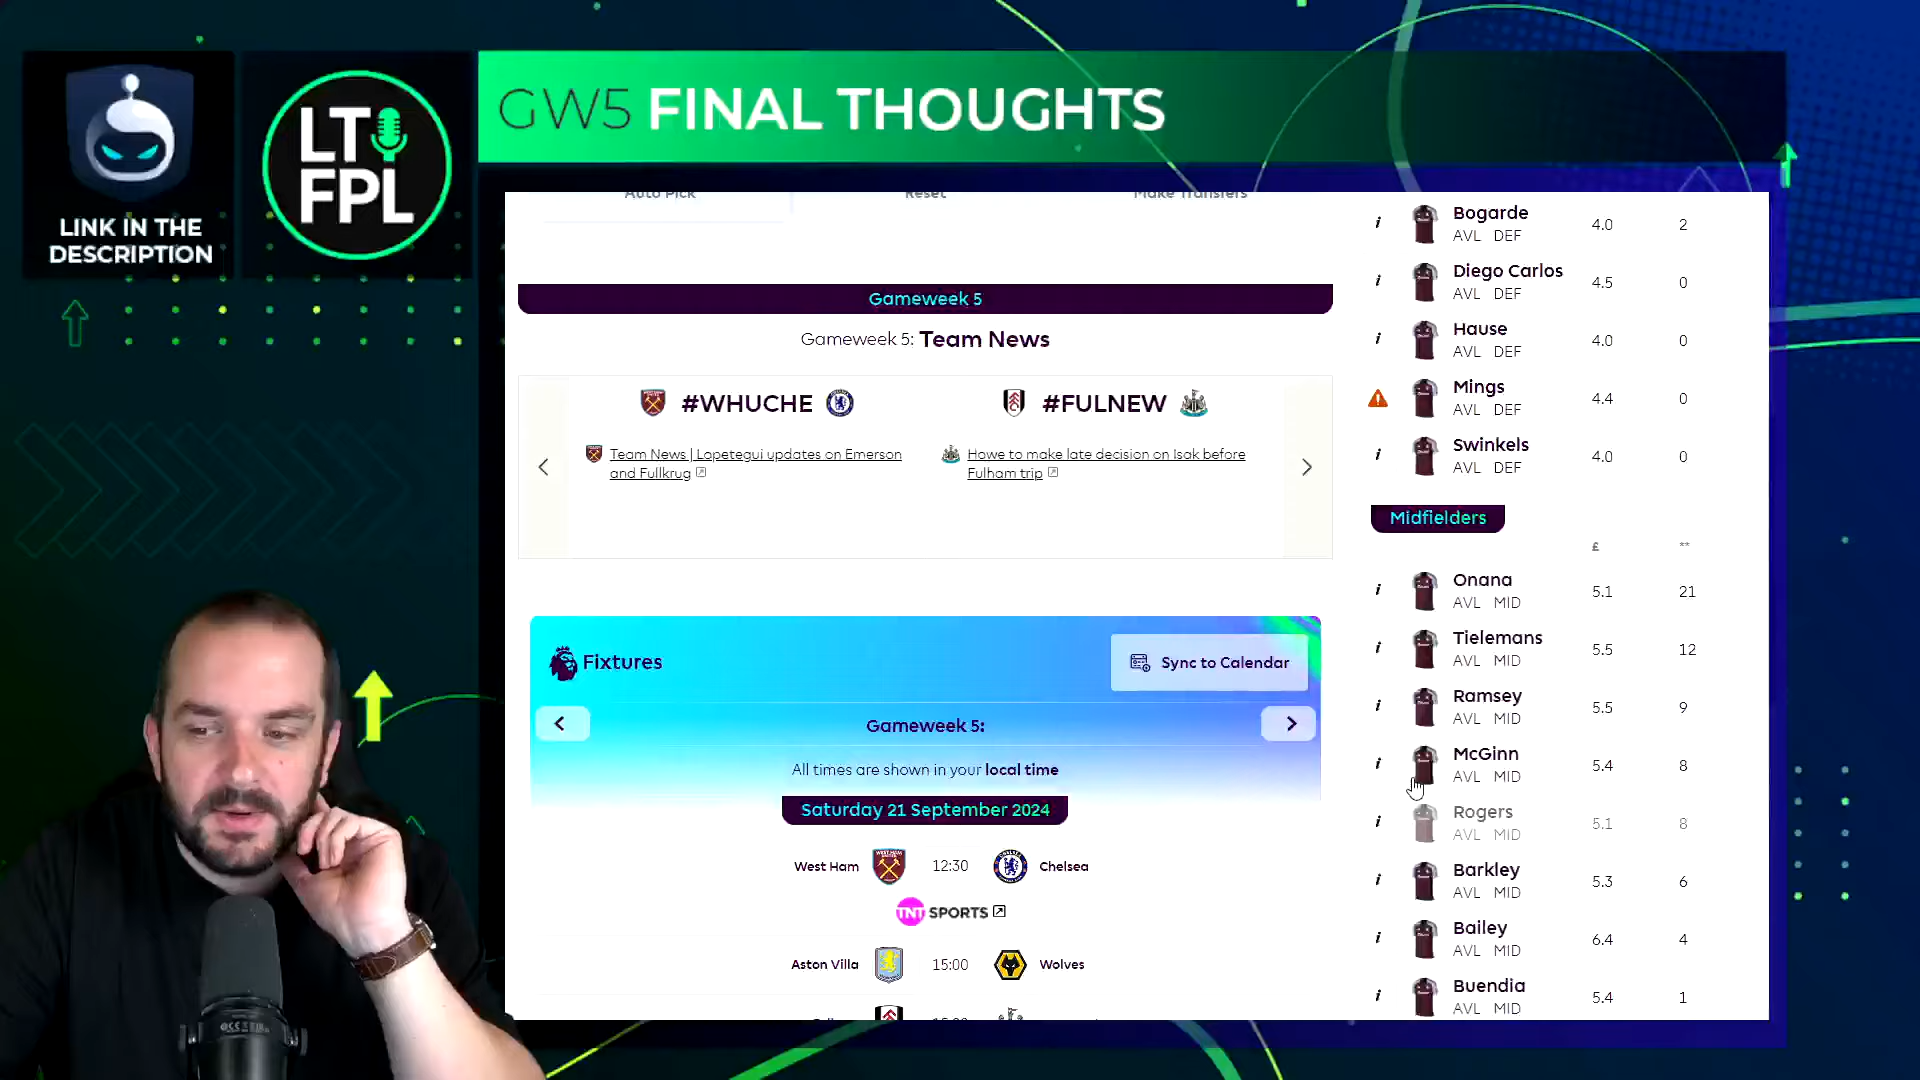 GW5 FINAL THOUGHTS
LT
FPL
LINK IN THE
DESCRIPTION
Auto Pick
Reset
Make Transfers
Gameweek 5
Gameweek 5: Team News
#WHUCHE
#FULNEW
Team News | Lopetegui updates on Emerson
and Fullkrug
Howe to make late decision on Isak before
Fulham trip
Fixtures
Sync to Calendar
Gameweek 5:
All times are shown in your local time
Saturday 21 September 2024
West Ham 12:30 Chelsea
TNT SPORTS
Aston Villa 15:00 Wolves
Bogarde
AVL DEF 4.0 2
Diego Carlos
AVL DEF 4.5 0
Hause
AVL DEF 4.0 0
Mings
AVL DEF 4.4 0
Swinkels
AVL DEF 4.0 0
Midfielders
£ **
Onana
AVL MID 5.1 21
Tielemans
AVL MID 5.5 12
Ramsey
AVL MID 5.5 9
McGinn
AVL MID 5.4 8
Rogers
AVL MID 5.1 8
Barkley
AVL MID 5.3 6
Bailey
AVL MID 6.4 4
Buendia
AVL MID 5.4 1